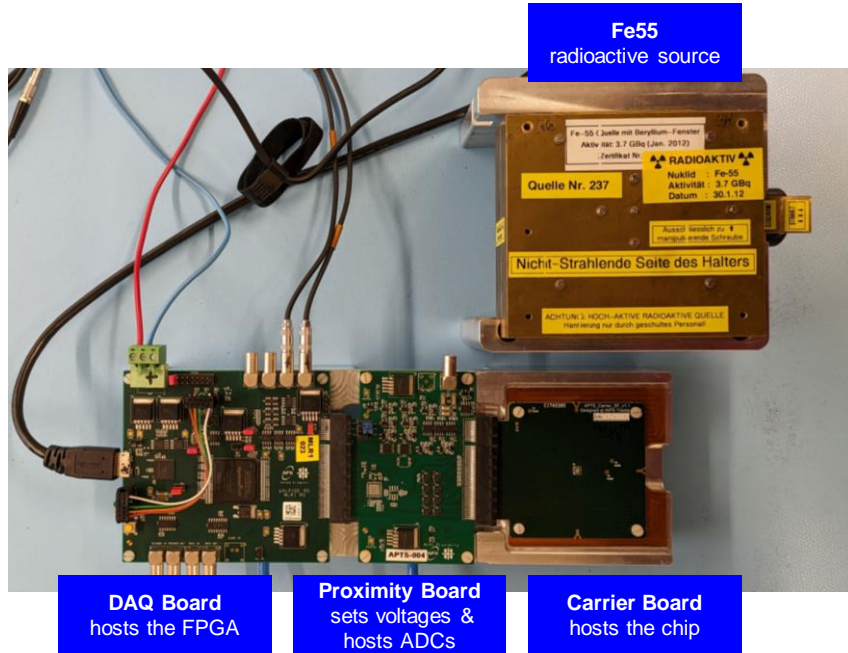 Fe55
radioactive source
Fe-55 Quelle mit Beryllium-Fenster
Aktivität: 3.7 GBq (Jan. 2012)
Zertifikat Nr.
RADIOAKTIV
Nuklid : Fe-55
Aktivität : 3.7 GBq
Datum : 30.1.12
Quelle Nr. 237
Nicht-Strahlende Seite des Halters
ACHTUNG: HOCH-AKTIVE RADIOAKTIVE QUELLE
Hantierung nur durch geschultes Personal!
MLR1
023
APTS-004
DAQ Board
hosts the FPGA
Proximity Board
sets voltages &
hosts ADCs
Carrier Board
hosts the chip